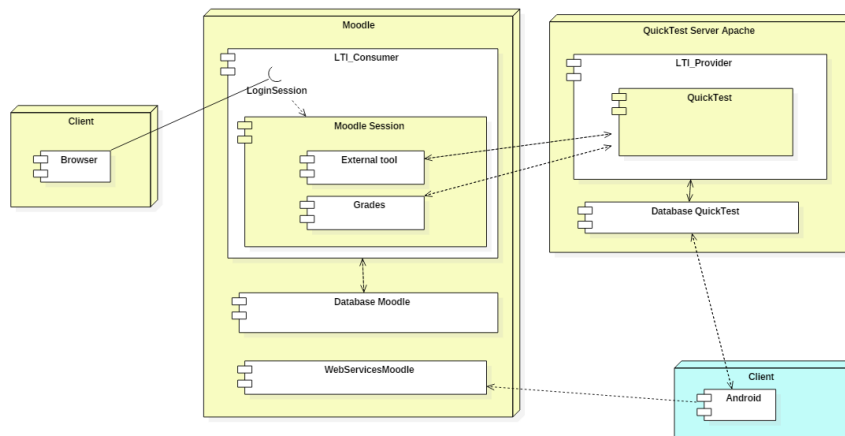 Moodle
LTI_Consumer
LoginSession
Moodle Session
External tool
Grades
Database Moodle
WebServicesMoodle
Client
Browser
QuickTest Server Apache
LTI_Provider
QuickTest
Database QuickTest
Client
Android